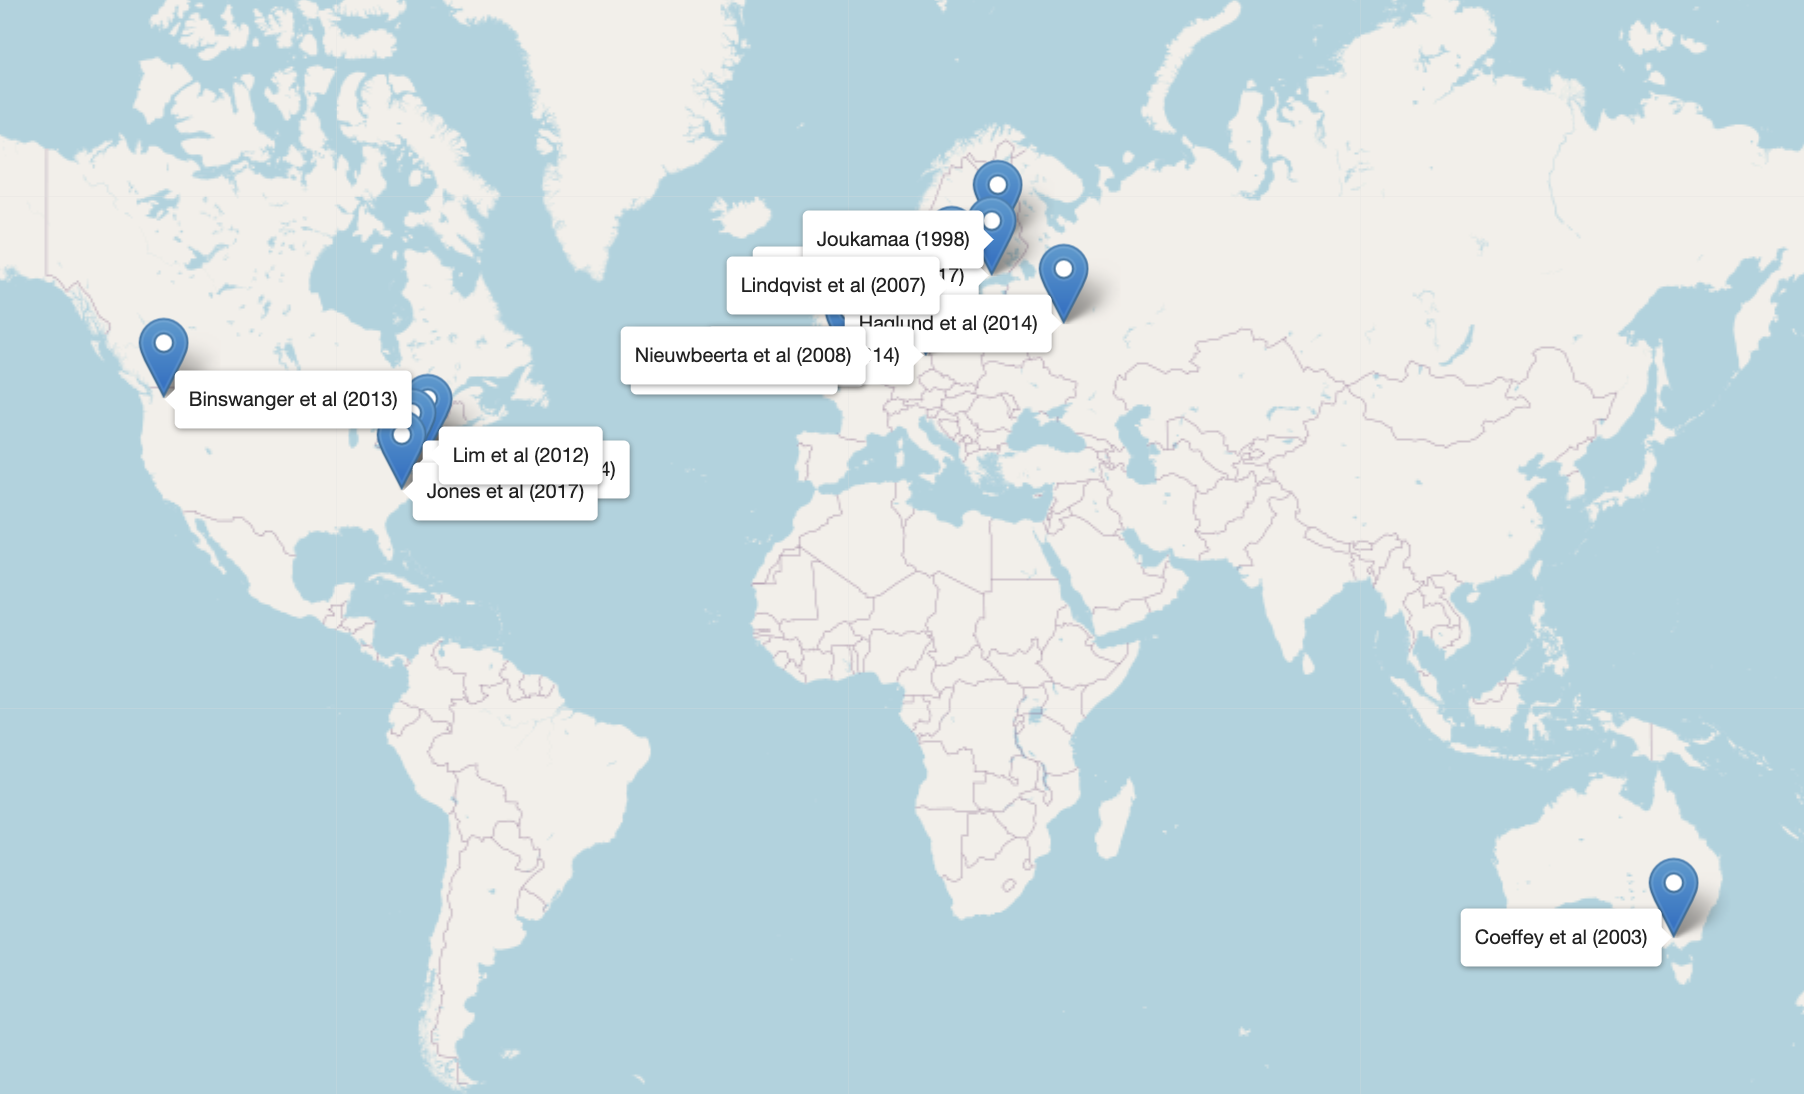 Joukamaa (1998)
17)
Lindqvist et al (2007)
Haglund et al (2014)
Nieuwbeerta et al (2008)
14)
Binswanger et al (2013)
Lim et al (2012)
4)
Jones et al (2017)
Coeffey et al (2003)